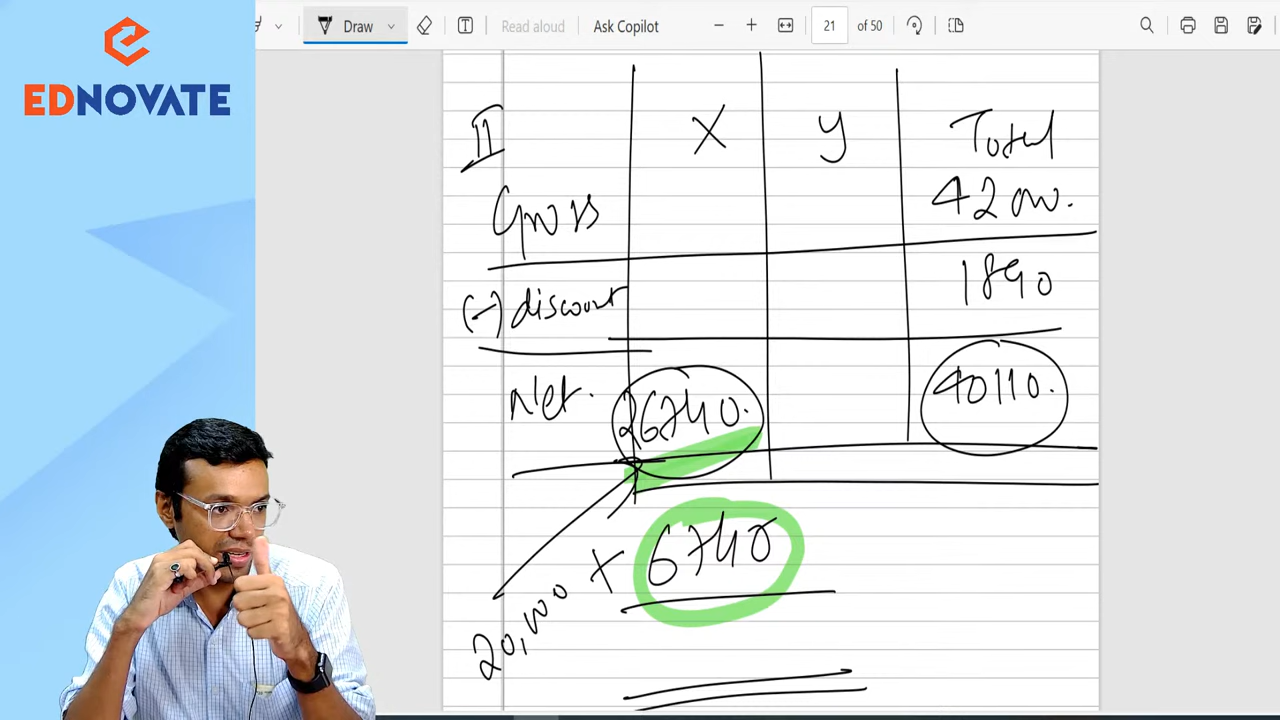 EDNOVATE
Draw
Read aloud
Ask Copilot
21 of 50
II X Y Total
Gross 42000.
(-) discount 1890
Net. 26740. 40110.
20,000 + 6740